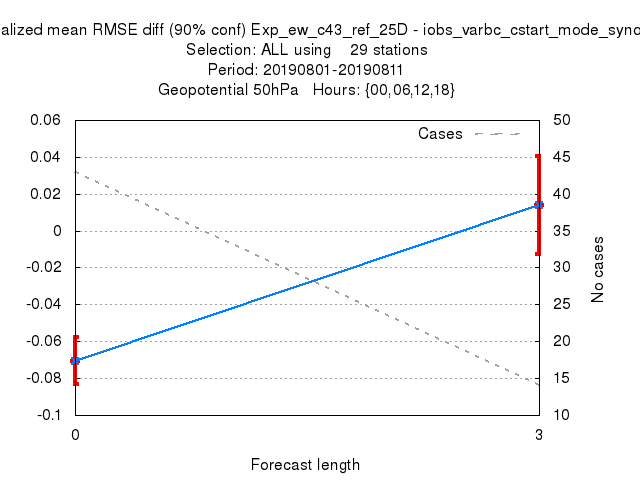 alized mean RMSE diff (90% conf) Exp_ew_c43_ref_25D - iobs_varbc_cstart_mode_syno
Selection: ALL using 29 stations
Period: 20190801-20190811
Geopotential 50hPa Hours: {00,06,12,18}
0.06 50
Cases
0.04 45
0.02 40
0 35
-0.02 30
-0.04 25
-0.06 20
-0.08 15
-0.1 10
No cases
0 3
Forecast length